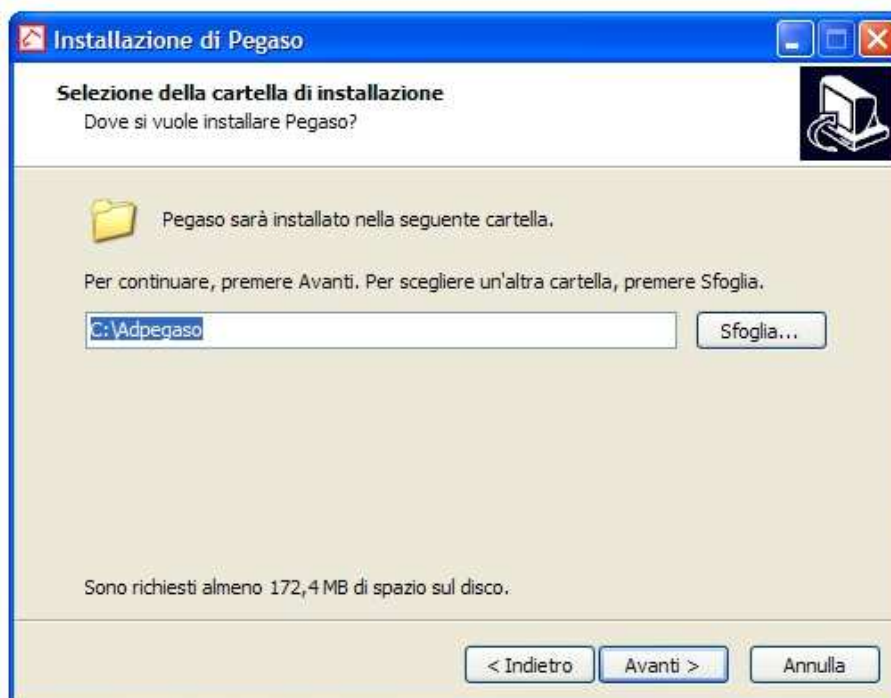 Installazione di Pegaso
Selezione della cartella di installazione
Dove si vuole installare Pegaso?
Pegaso sarà installato nella seguente cartella.
Per continuare, premere Avanti. Per scegliere un'altra cartella, premere Sfoglia.
C:\Adpegaso
Sfoglia...
Sono richiesti almeno 172,4 MB di spazio sul disco.
< Indietro
Avanti >
Annulla